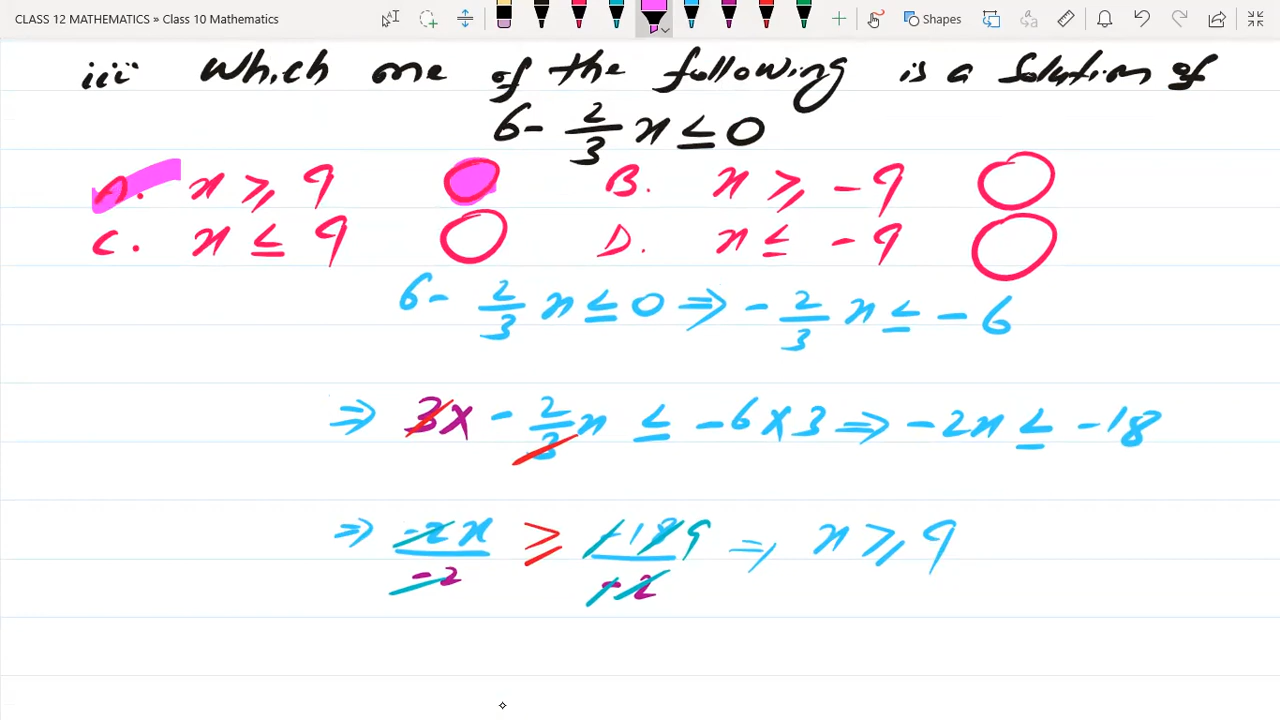 CLASS 12 MATHEMATICS » Class 10 Mathematics
Shapes
iii Which one of the following is a solution of
6 - 2/3 x ≤ 0
A. x ≥ 9 B. x ≥ -9
C. x ≤ 9 D. x ≤ -9
6 - 2/3 x ≤ 0 ⇒ - 2/3 x ≤ - 6
⇒ 3 x - 2/3 x ≤ -6 x 3 ⇒ -2x ≤ -18
⇒ -2x/-2 ≥ -18/-2 9 ⇒ x ≥ 9